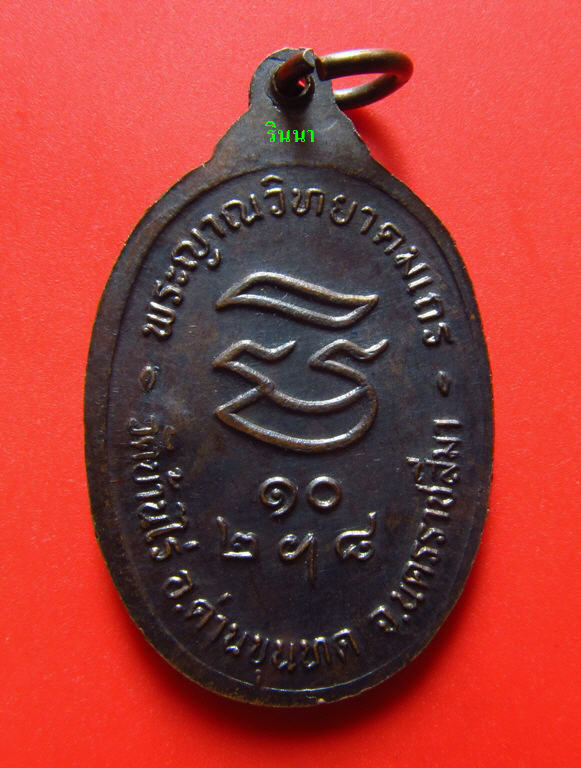 รินนา
พระญาณวิทยาคมเถร
๑๐
๒ ๗ ๘
วัดบ้านไร่ อ.ด่านขุนทด จ.นครราชสีมา